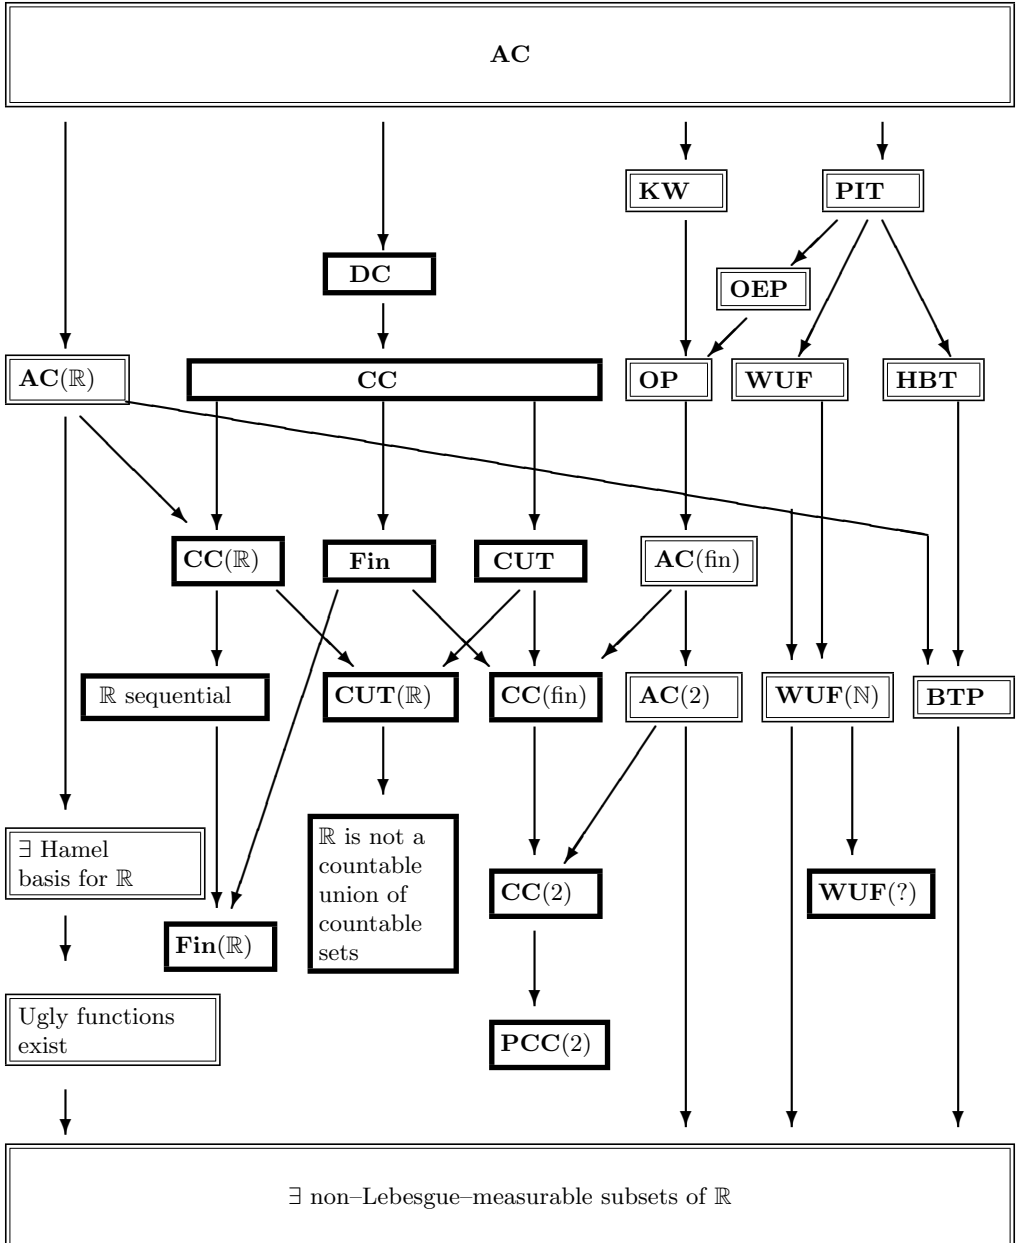 AC
KW
PIT
DC
OEP
AC(ℝ)
CC
OP
WUF
HBT
CC(ℝ)
Fin
CUT
AC(fin)
ℝ sequential
CUT(ℝ)
CC(fin)
AC(2)
WUF(ℕ)
BTP
∃ Hamel
basis for ℝ
ℝ is not a
countable
union of
countable
sets
CC(2)
WUF(?)
Fin(ℝ)
Ugly functions
exist
PCC(2)
∃ non–Lebesgue–measurable subsets of ℝ